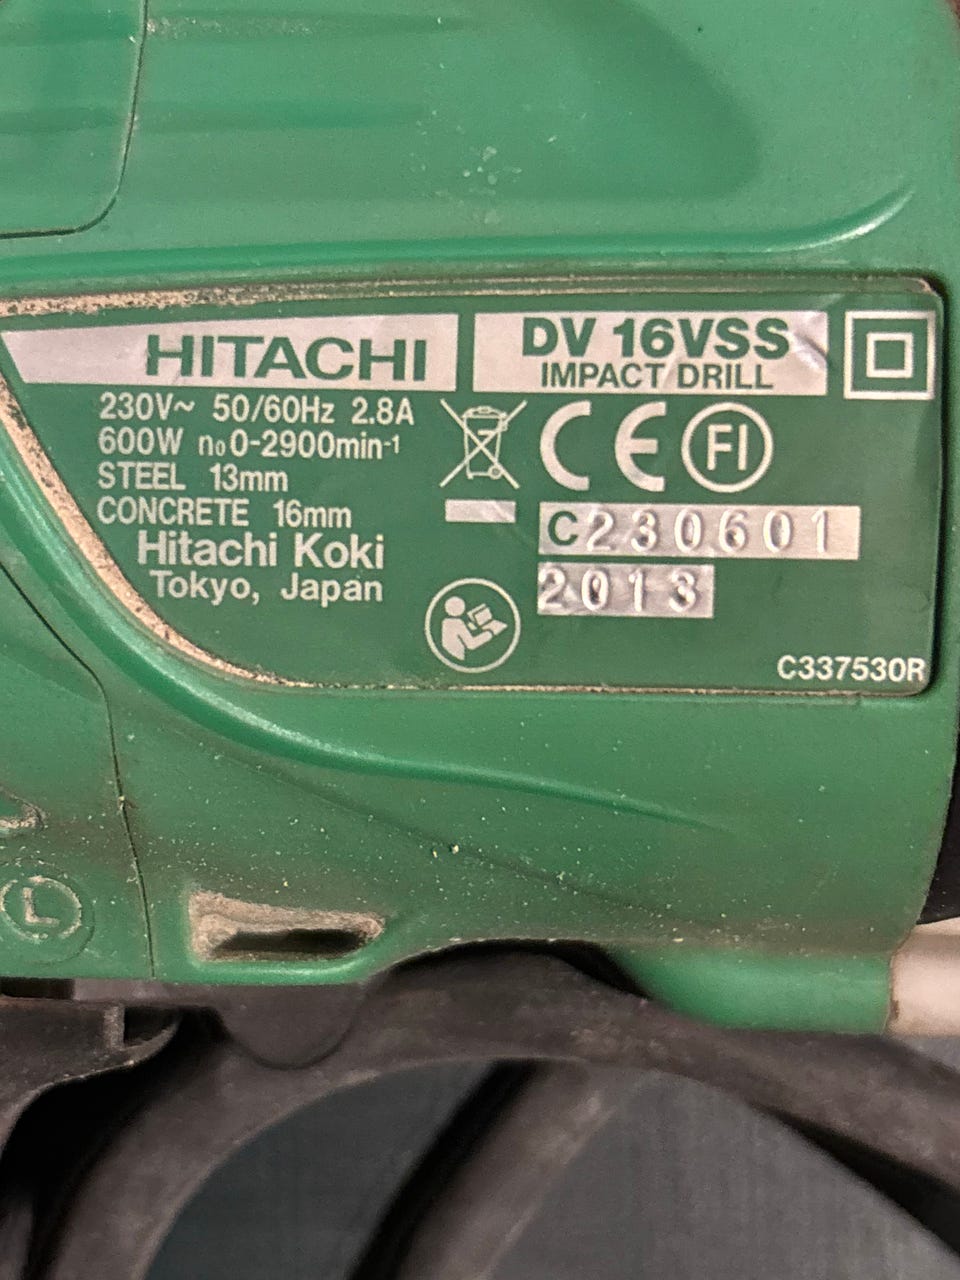 HITACHI
DV 16VSS
IMPACT DRILL
230V~ 50/60Hz 2.8A
600W n₀0-2900min-1
STEEL 13mm
CONCRETE 16mm
Hitachi Koki
Tokyo, Japan
CE
FI
C230601
2013
C337530R
L